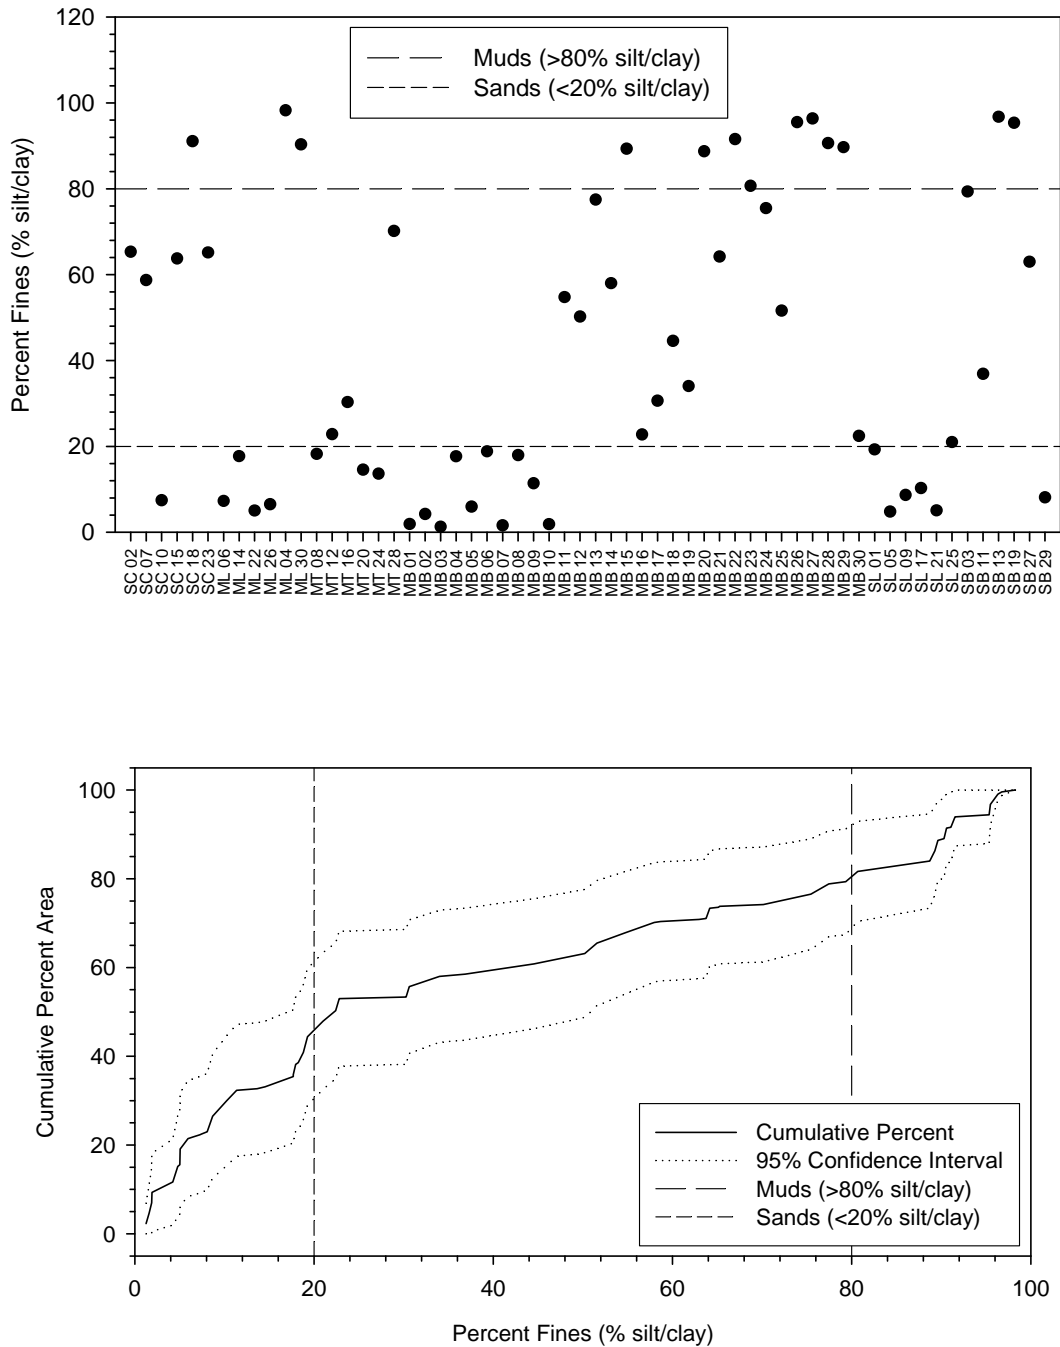 120
100
80
60
40
20
0
Percent Fines (% silt/clay)
Muds (>80% silt/clay)
Sands (<20% silt/clay)
SC 02
SC 07
SC 10
SC 15
SC 18
SC 23
ML 06
ML 14
ML 22
ML 26
ML 04
ML 30
MT 08
MT 12
MT 16
MT 20
MT 24
MT 28
MB 01
MB 02
MB 03
MB 04
MB 05
MB 06
MB 07
MB 08
MB 09
MB 10
MB 11
MB 12
MB 13
MB 14
MB 15
MB 16
MB 17
MB 18
MB 19
MB 20
MB 21
MB 22
MB 23
MB 24
MB 25
MB 26
MB 27
MB 28
MB 29
MB 30
SL 01
SL 05
SL 09
SL 17
SL 21
SL 25
SB 03
SB 11
SB 13
SB 19
SB 27
SB 29
100
80
60
40
20
0
Cumulative Percent Area
Cumulative Percent
95% Confidence Interval
Muds (>80% silt/clay)
Sands (<20% silt/clay)
0 20 40 60 80 100
Percent Fines (% silt/clay)